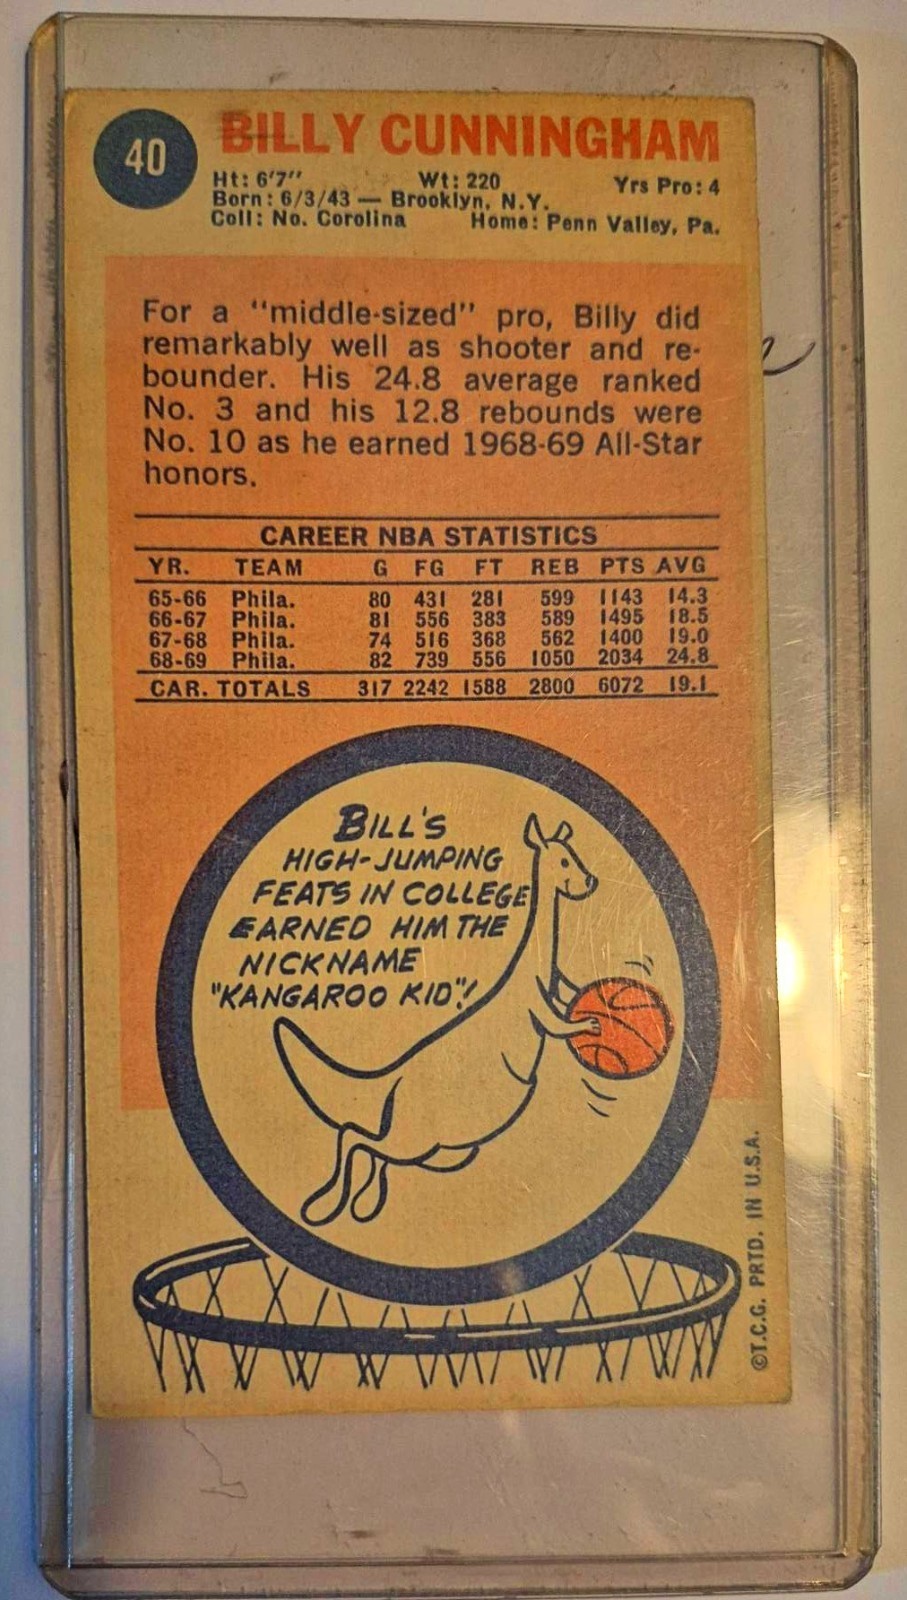 40
BILLY CUNNINGHAM
Ht: 6'7" Wt: 220 Yrs Pro: 4
Born: 6/3/43 — Brooklyn, N.Y.
Coll: No. Corolina Home: Penn Valley, Pa.
For a "middle-sized" pro, Billy did
remarkably well as shooter and re-
bounder. His 24.8 average ranked
No. 3 and his 12.8 rebounds were
No. 10 as he earned 1968-69 All-Star
honors.
CAREER NBA STATISTICS
YR. TEAM G FG FT REB PTS AVG
65-66 Phila. 80 431 281 599 1143 14.3
66-67 Phila. 81 556 383 589 1495 18.5
67-68 Phila. 74 516 368 562 1400 19.0
68-69 Phila. 82 739 556 1050 2034 24.8
CAR. TOTALS 317 2242 1588 2800 6072 19.1
BILL'S
HIGH-JUMPING
FEATS IN COLLEGE
EARNED HIM THE
NICKNAME
"KANGAROO KID"!
©T.C.G. PRTD. IN U.S.A.